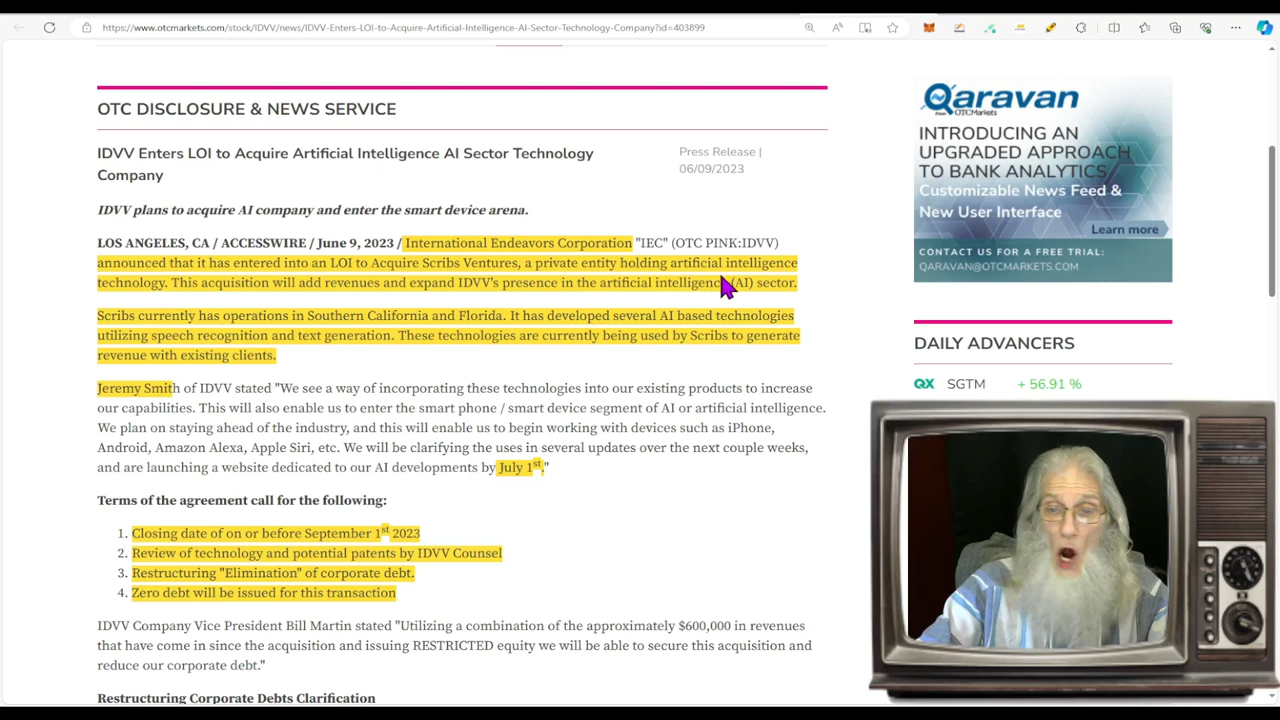 https://www.otcmarkets.com/stock/IDVV/news/IDVV-Enters-LOI-to-Acquire-Artificial-Intelligence-AI-Sector-Technology-Company?id=403899
OTC DISCLOSURE & NEWS SERVICE
IDVV Enters LOI to Acquire Artificial Intelligence AI Sector Technology
Company
Press Release |
06/09/2023
IDVV plans to acquire AI company and enter the smart device arena.
LOS ANGELES, CA / ACCESSWIRE / June 9, 2023 / International Endeavors Corporation "IEC" (OTC PINK:IDVV)
announced that it has entered into an LOI to Acquire Scribs Ventures, a private entity holding artificial intelligence
technology. This acquisition will add revenues and expand IDVV's presence in the artificial intelligence (AI) sector.
Scribs currently has operations in Southern California and Florida. It has developed several AI based technologies
utilizing speech recognition and text generation. These technologies are currently being used by Scribs to generate
revenue with existing clients.
Jeremy Smith of IDVV stated "We see a way of incorporating these technologies into our existing products to increase
our capabilities. This will also enable us to enter the smart phone / smart device segment of AI or artificial intelligence.
We plan on staying ahead of the industry, and this will enable us to begin working with devices such as iPhone,
Android, Amazon Alexa, Apple Siri, etc. We will be clarifying the uses in several updates over the next couple weeks,
and are launching a website dedicated to our AI developments by July 1st."
Terms of the agreement call for the following:
1. Closing date of on or before September 1st 2023
2. Review of technology and potential patents by IDVV Counsel
3. Restructuring "Elimination" of corporate debt.
4. Zero debt will be issued for this transaction
IDVV Company Vice President Bill Martin stated "Utilizing a combination of the approximately $600,000 in revenues
that have come in since the acquisition and issuing RESTRICTED equity we will be able to secure this acquisition and
reduce our corporate debt."
Restructuring Corporate Debts Clarification
Qaravan
from OTCMarkets
INTRODUCING AN
UPGRADED APPROACH
TO BANK ANALYTICS
Customizable News Feed &
New User Interface
Learn more
CONTACT US FOR A FREE TRIAL:
QARAVAN@OTCMARKETS.COM
DAILY ADVANCERS
QX SGTM + 56.91 %